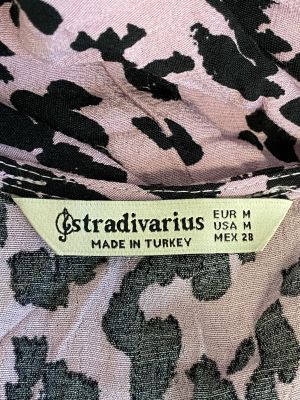 stradivarius
MADE IN TURKEY
EUR M
USA M
MEX 28